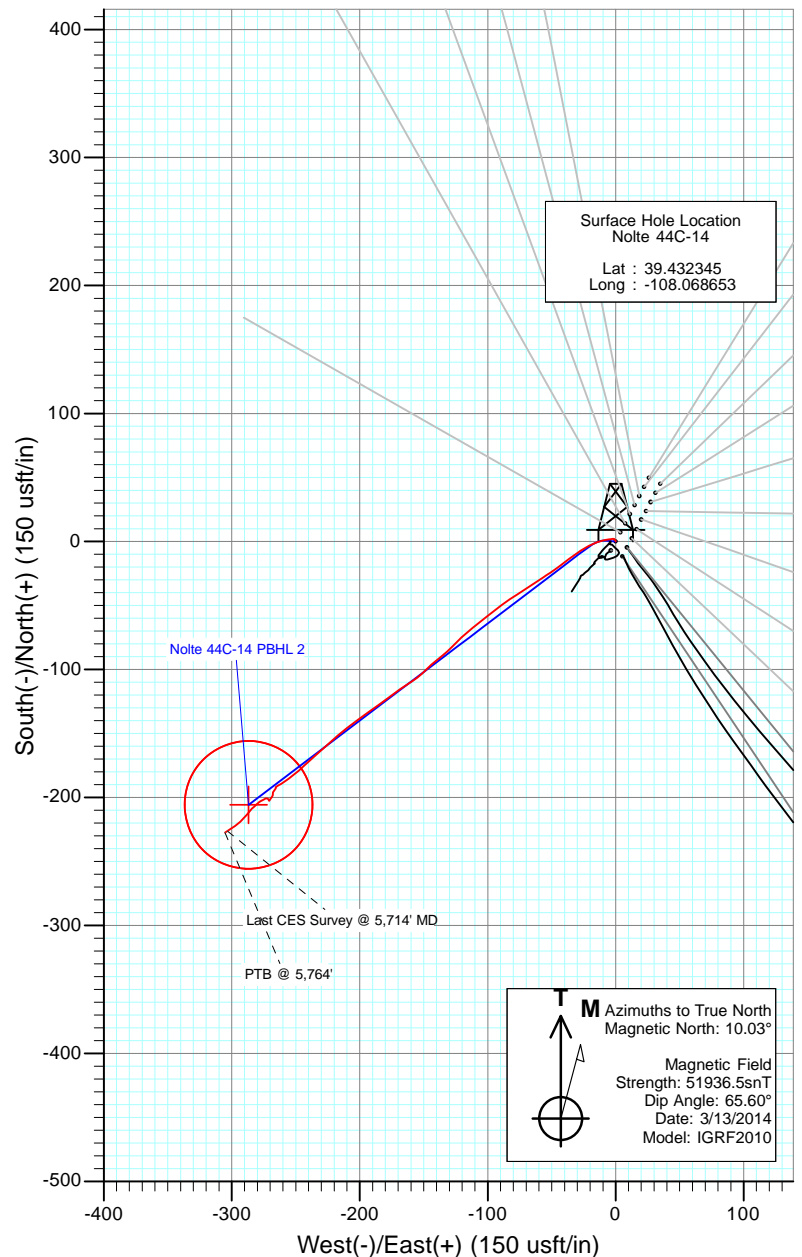 400
300
200
100
0
-100
-200
-300
-400
-500
South(-)/North(+) (150 usft/in)
Surface Hole Location
Nolte 44C-14
Lat : 39.432345
Long : -108.068653
Nolte 44C-14 PBHL 2
Last CES Survey @ 5,714' MD
PTB @ 5,764'
T
M
Azimuths to True North
Magnetic North: 10.03°
Magnetic Field
Strength: 51936.5snT
Dip Angle: 65.60°
Date: 3/13/2014
Model: IGRF2010
-400 -300 -200 -100 0 100
West(-)/East(+) (150 usft/in)